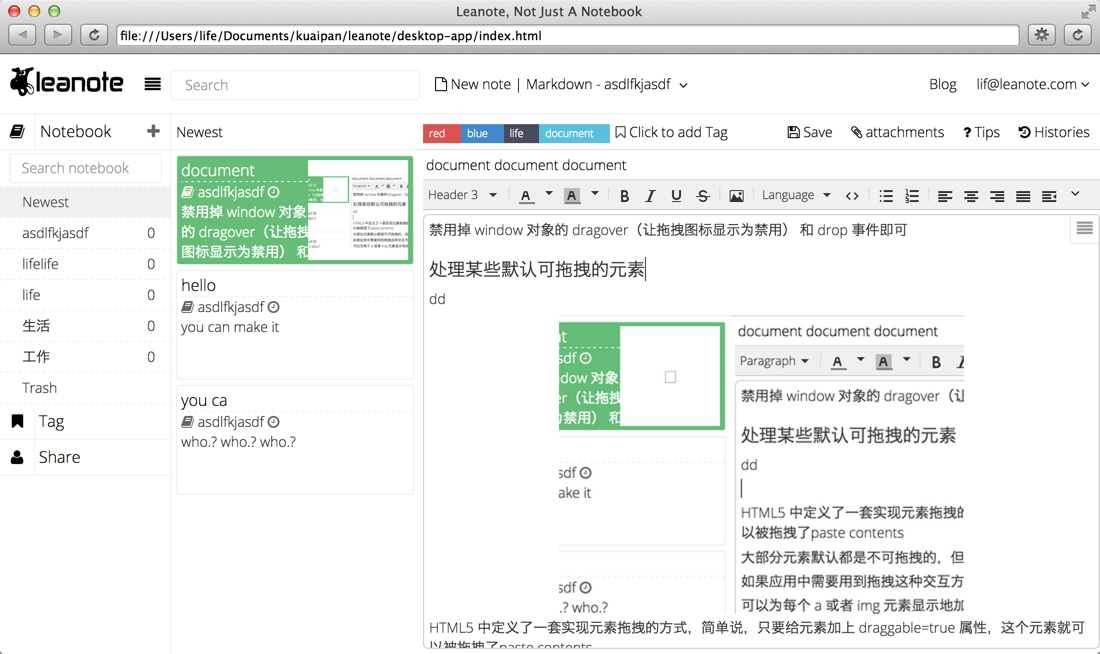 Leanote, Not Just A Notebook
file:///Users/life/Documents/kuaipan/leanote/desktop-app/index.html
leanote
Search
New note | Markdown - asdlfkjasdf
Blog
lif@leanote.com
Notebook
Search notebook
Newest
asdlfkjasdf 0
lifelife 0
life 0
生活 0
工作 0
Trash
Tag
Share
Newest
document
asdlfkjasdf
禁用掉 window 对象
的 dragover（让拖拽
图标显示为禁用） 和
hello
asdlfkjasdf
you can make it
you ca
asdlfkjasdf
who.? who.? who.?
red blue life document Click to add Tag
Save attachments ? Tips Histories
document document document
Header 3 A A B I U S Language
禁用掉 window 对象的 dragover（让拖拽图标显示为禁用） 和 drop 事件即可
处理某些默认可拖拽的元素
dd
nt
sdf
dow 对象
er（让拖拽
为禁用） 和
sdf
ake it
sdf
.? who.?
document document document
Paragraph A A B I
禁用掉 window 对象的 dragover（让
处理某些默认可拖拽的元素
dd
HTML5 中定义了一套实现元素拖拽的
以被拖拽了paste contents
大部分元素默认都是不可拖拽的，但
如果应用中需要用到拖拽这种交互方
可以为每个 a 或者 img 元素显示地加
HTML5 中定义了一套实现元素拖拽的方式，简单说，只要给元素加上 draggable=true 属性，这个元素就可
以被拖拽了paste contents